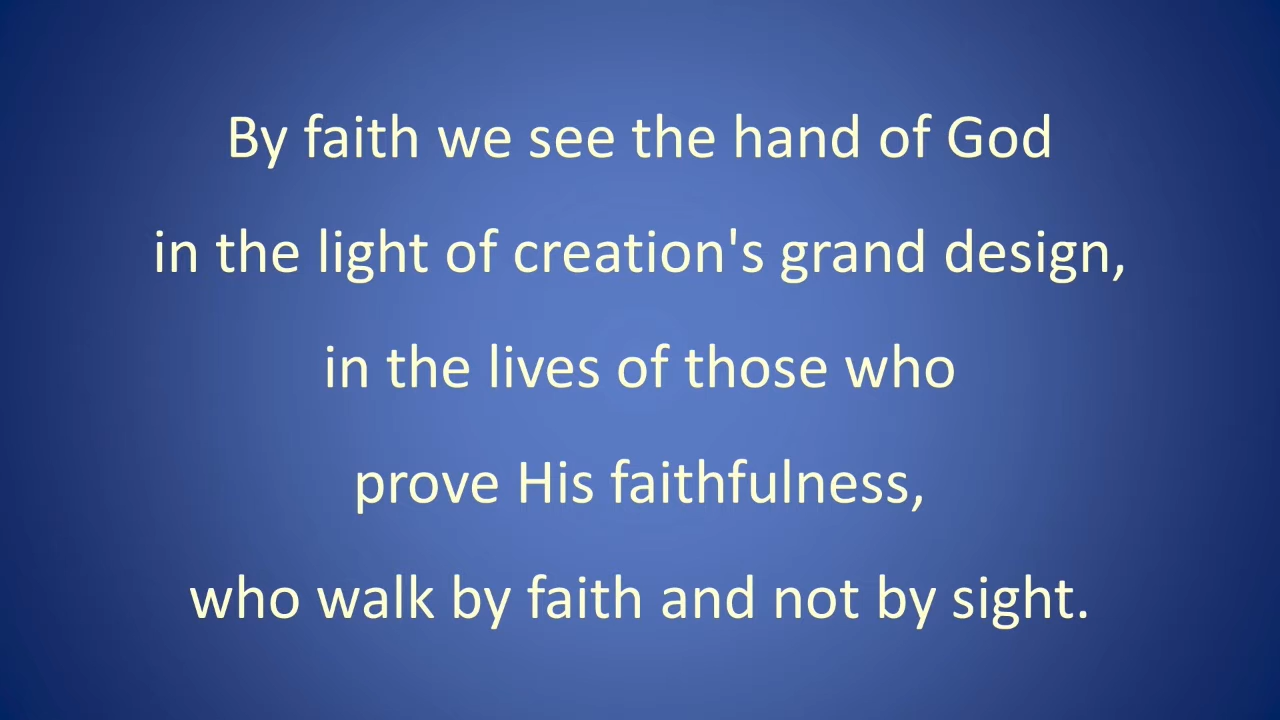 By faith we see the hand of God
in the light of creation's grand design,
in the lives of those who
prove His faithfulness,
who walk by faith and not by sight.